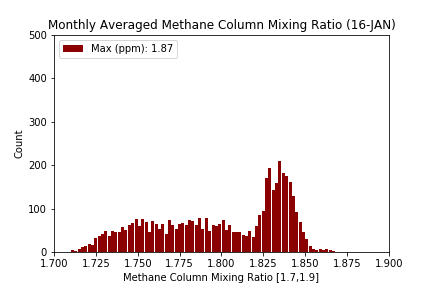 Monthly Averaged Methane Column Mixing Ratio (16-JAN)
Max (ppm): 1.87
500
400
300
200
100
0
Count
1.700 1.725 1.750 1.775 1.800 1.825 1.850 1.875 1.900
Methane Column Mixing Ratio [1.7,1.9]